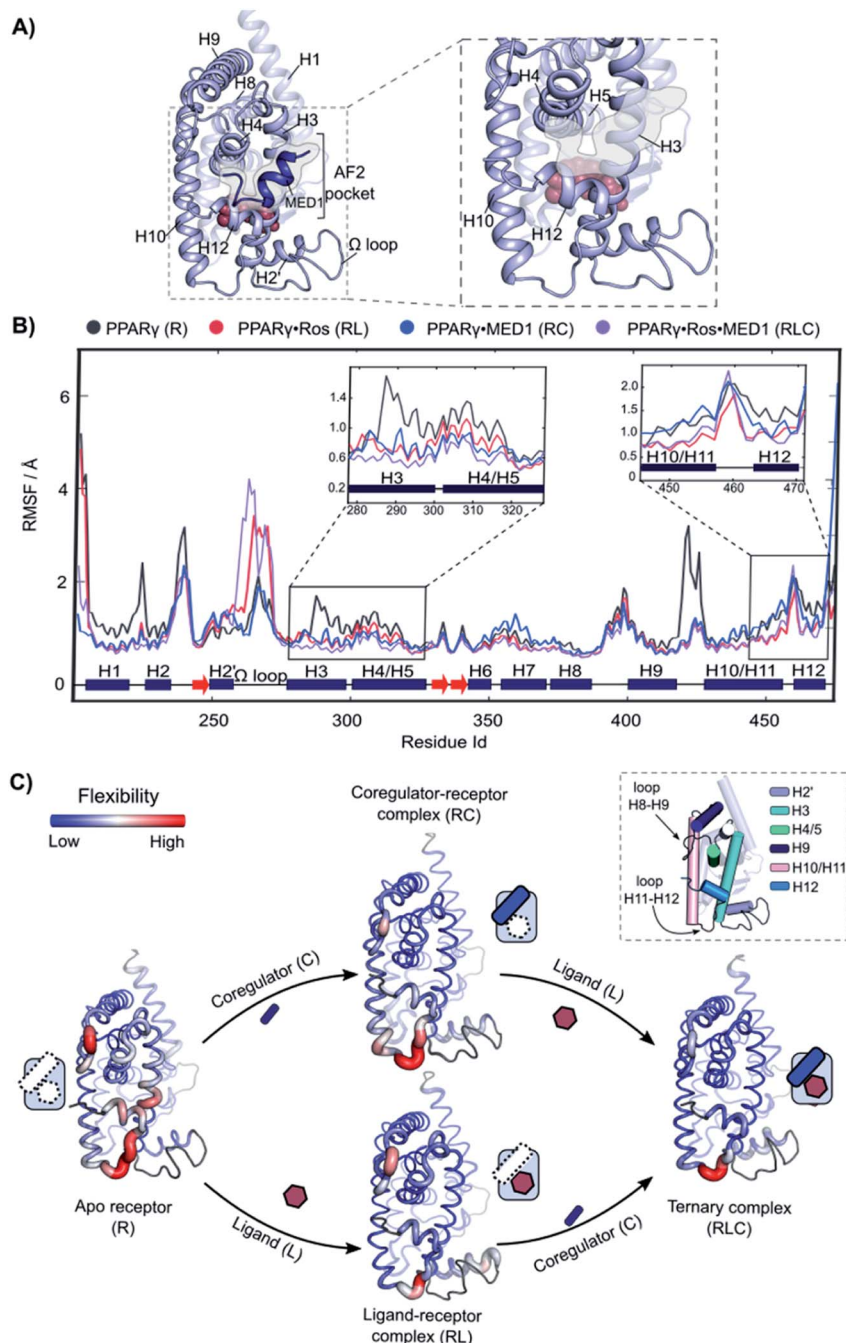 A)
H9
H1
H8
H4
H3
AF2
pocket
MED1
H10
H12
H2'
Ω loop
H4
H5
H3
H10
H12
B)
PPARγ (R) PPARγ•Ros (RL) PPARγ•MED1 (RC) PPARγ•Ros•MED1 (RLC)
RMSF / Å
6
4
2
0
1.4
1.0
0.6
0.2
H3 H4/H5
280 290 300 310 320
2.0
1.5
1.0
0.5
0
H10/H11 H12
450 460 470
H1 H2 H2' Ω loop H3 H4/H5 H6 H7 H8 H9 H10/H11 H12
250 300 350 400 450
Residue Id
C)
Flexibility
Low High
Coregulator-receptor
complex (RC)
loop
H8-H9
loop
H11-H12
H2'
H3
H4/5
H9
H10/H11
H12
Coregulator (C)
Ligand (L)
Apo receptor
(R)
Ligand (L)
Coregulator (C)
Ligand-receptor
complex (RL)
Ternary complex
(RLC)